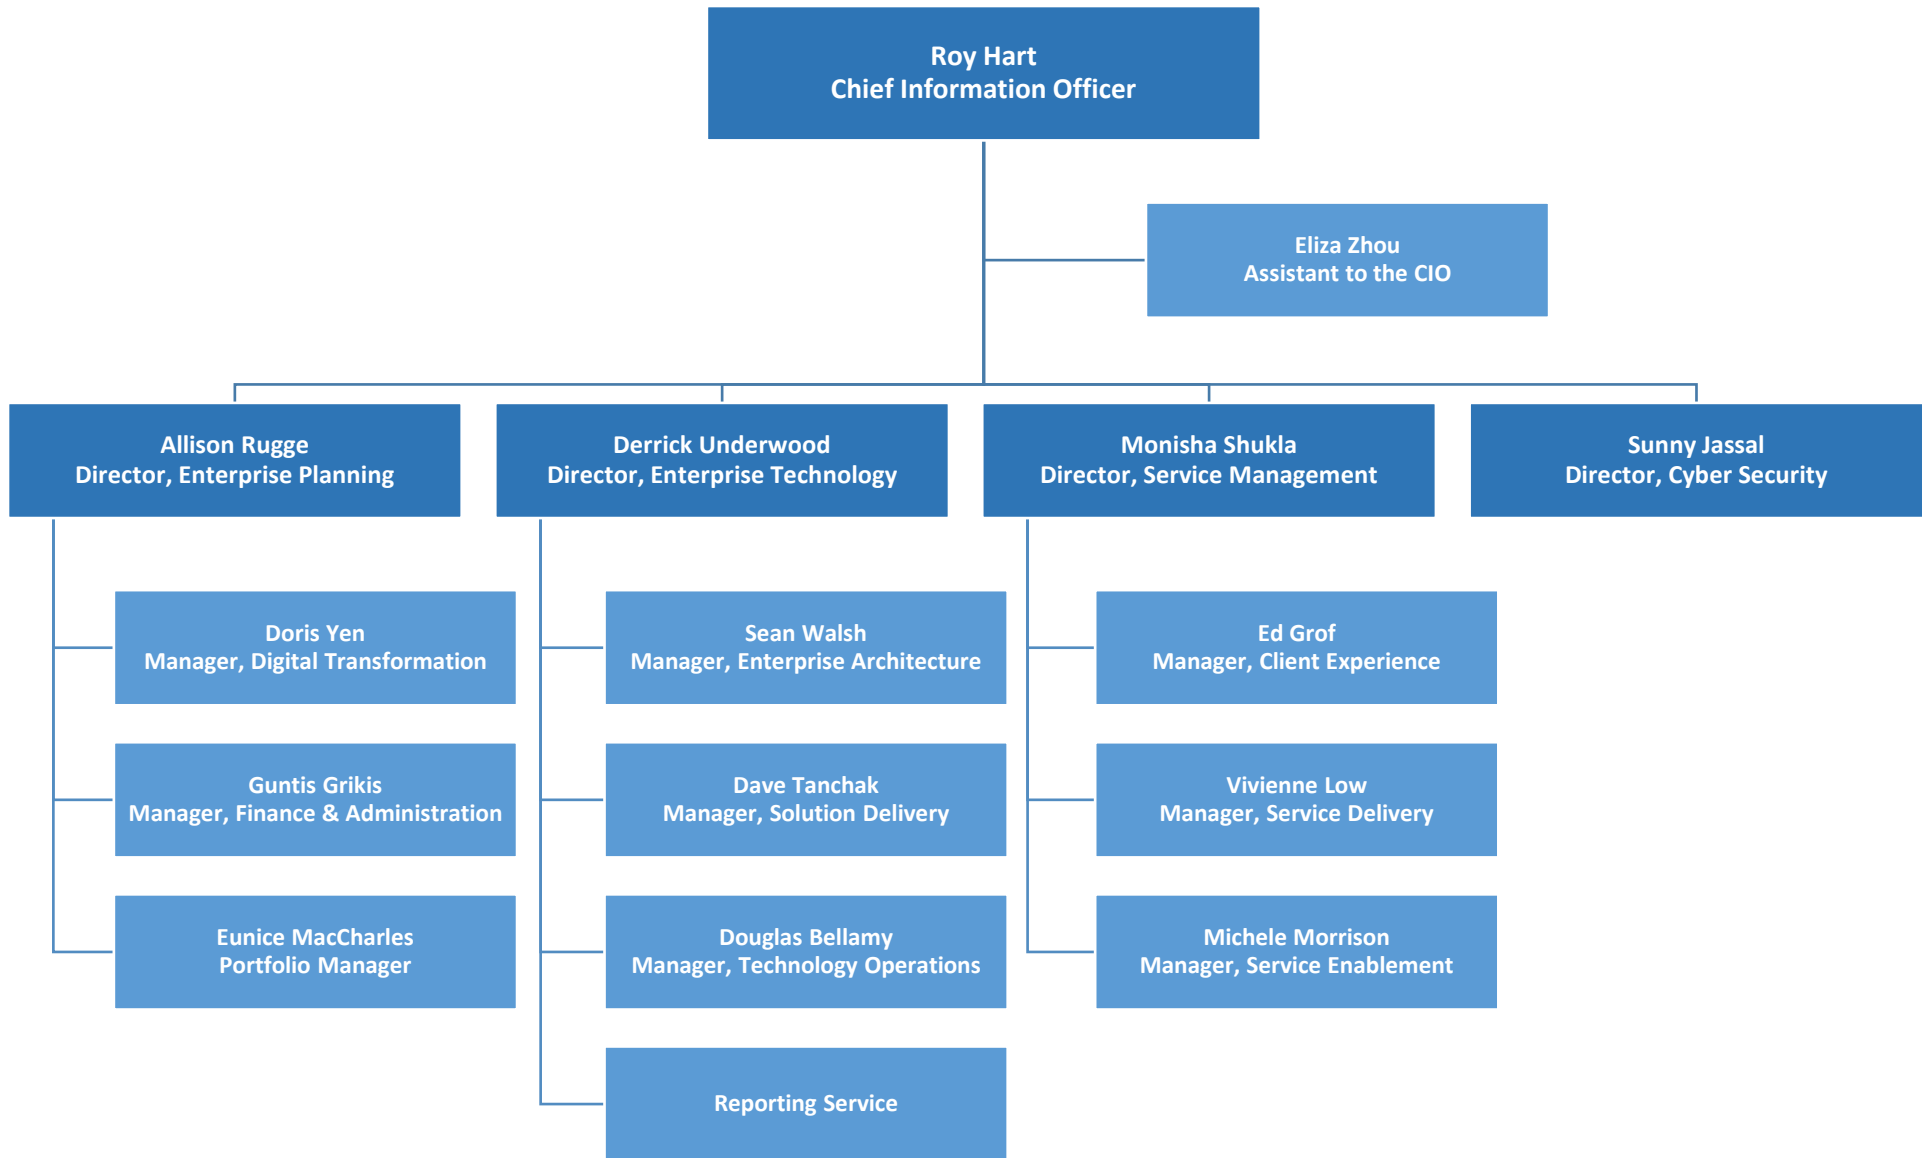 Roy Hart
Chief Information Officer
Eliza Zhou
Assistant to the CIO
Allison Rugge
Director, Enterprise Planning
Derrick Underwood
Director, Enterprise Technology
Monisha Shukla
Director, Service Management
Sunny Jassal
Director, Cyber Security
Doris Yen
Manager, Digital Transformation
Sean Walsh
Manager, Enterprise Architecture
Ed Grof
Manager, Client Experience
Guntis Grikis
Manager, Finance & Administration
Dave Tanchak
Manager, Solution Delivery
Vivienne Low
Manager, Service Delivery
Eunice MacCharles
Portfolio Manager
Douglas Bellamy
Manager, Technology Operations
Michele Morrison
Manager, Service Enablement
Reporting Service